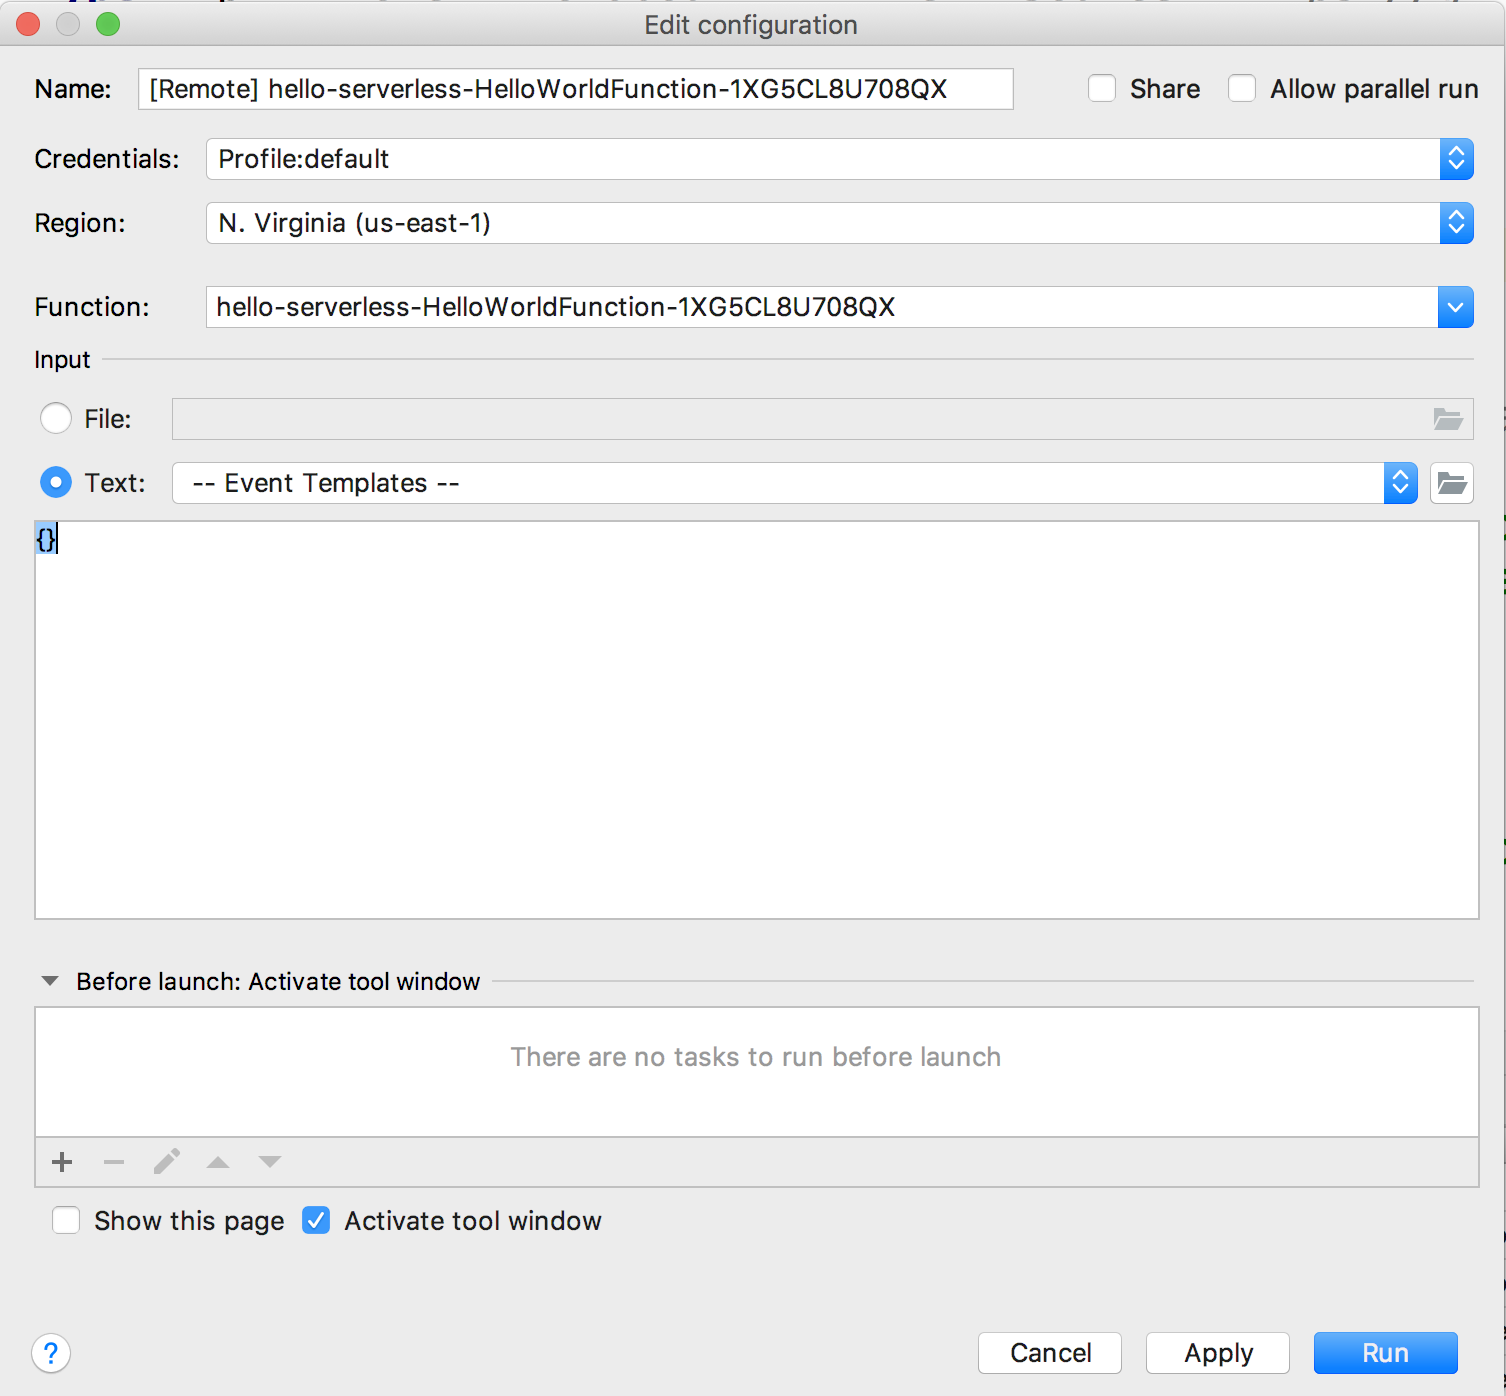 Edit configuration
Name: [Remote] hello-serverless-HelloWorldFunction-1XG5CL8U708QX Share Allow parallel run
Credentials: Profile:default
Region: N. Virginia (us-east-1)
Function: hello-serverless-HelloWorldFunction-1XG5CL8U708QX
Input
File:
Text: -- Event Templates --
{}
Before launch: Activate tool window
There are no tasks to run before launch
Show this page Activate tool window
? Cancel Apply Run